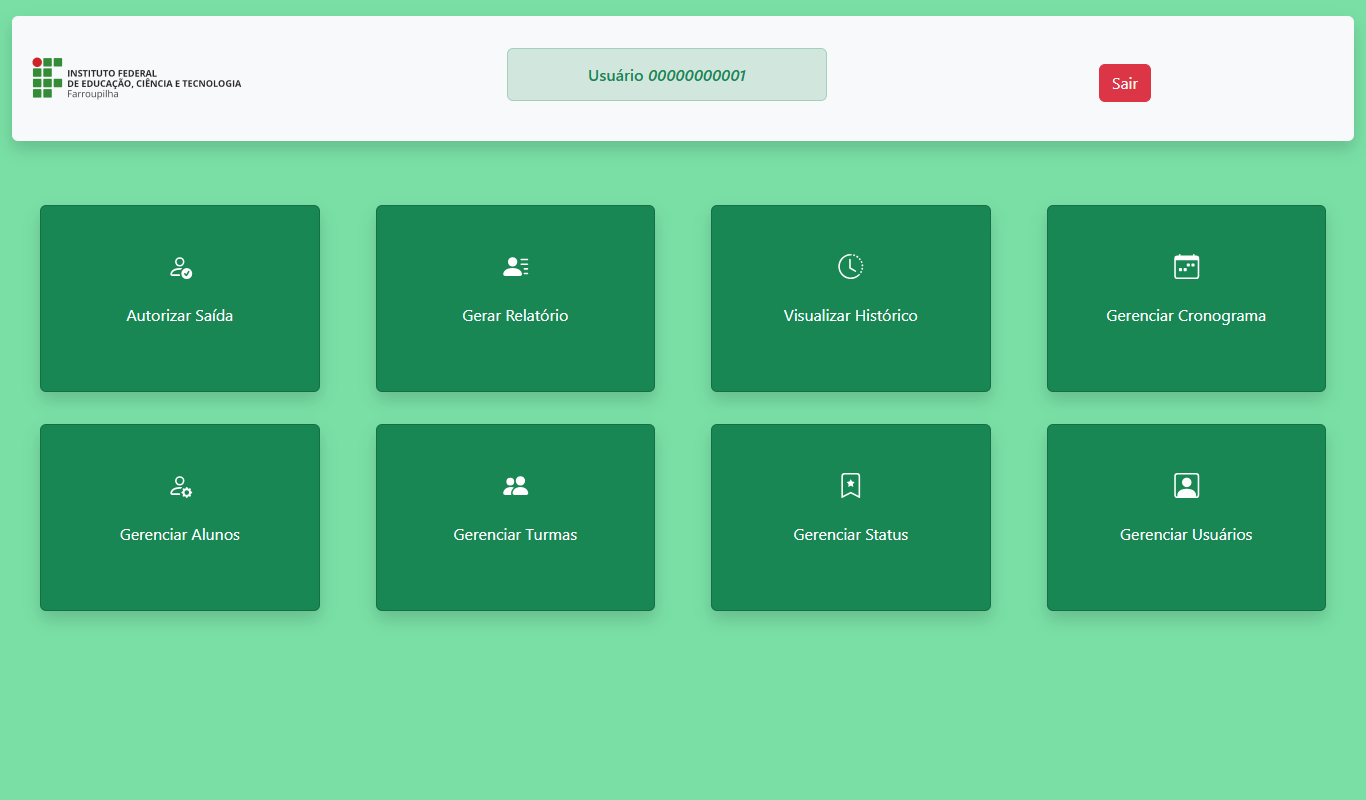 INSTITUTO FEDERAL
DE EDUCAÇÃO, CIÊNCIA E TECNOLOGIA
Farroupilha
Usuário 00000000001
Sair
Autorizar Saída
Gerar Relatório
Visualizar Histórico
Gerenciar Cronograma
Gerenciar Alunos
Gerenciar Turmas
Gerenciar Status
Gerenciar Usuários